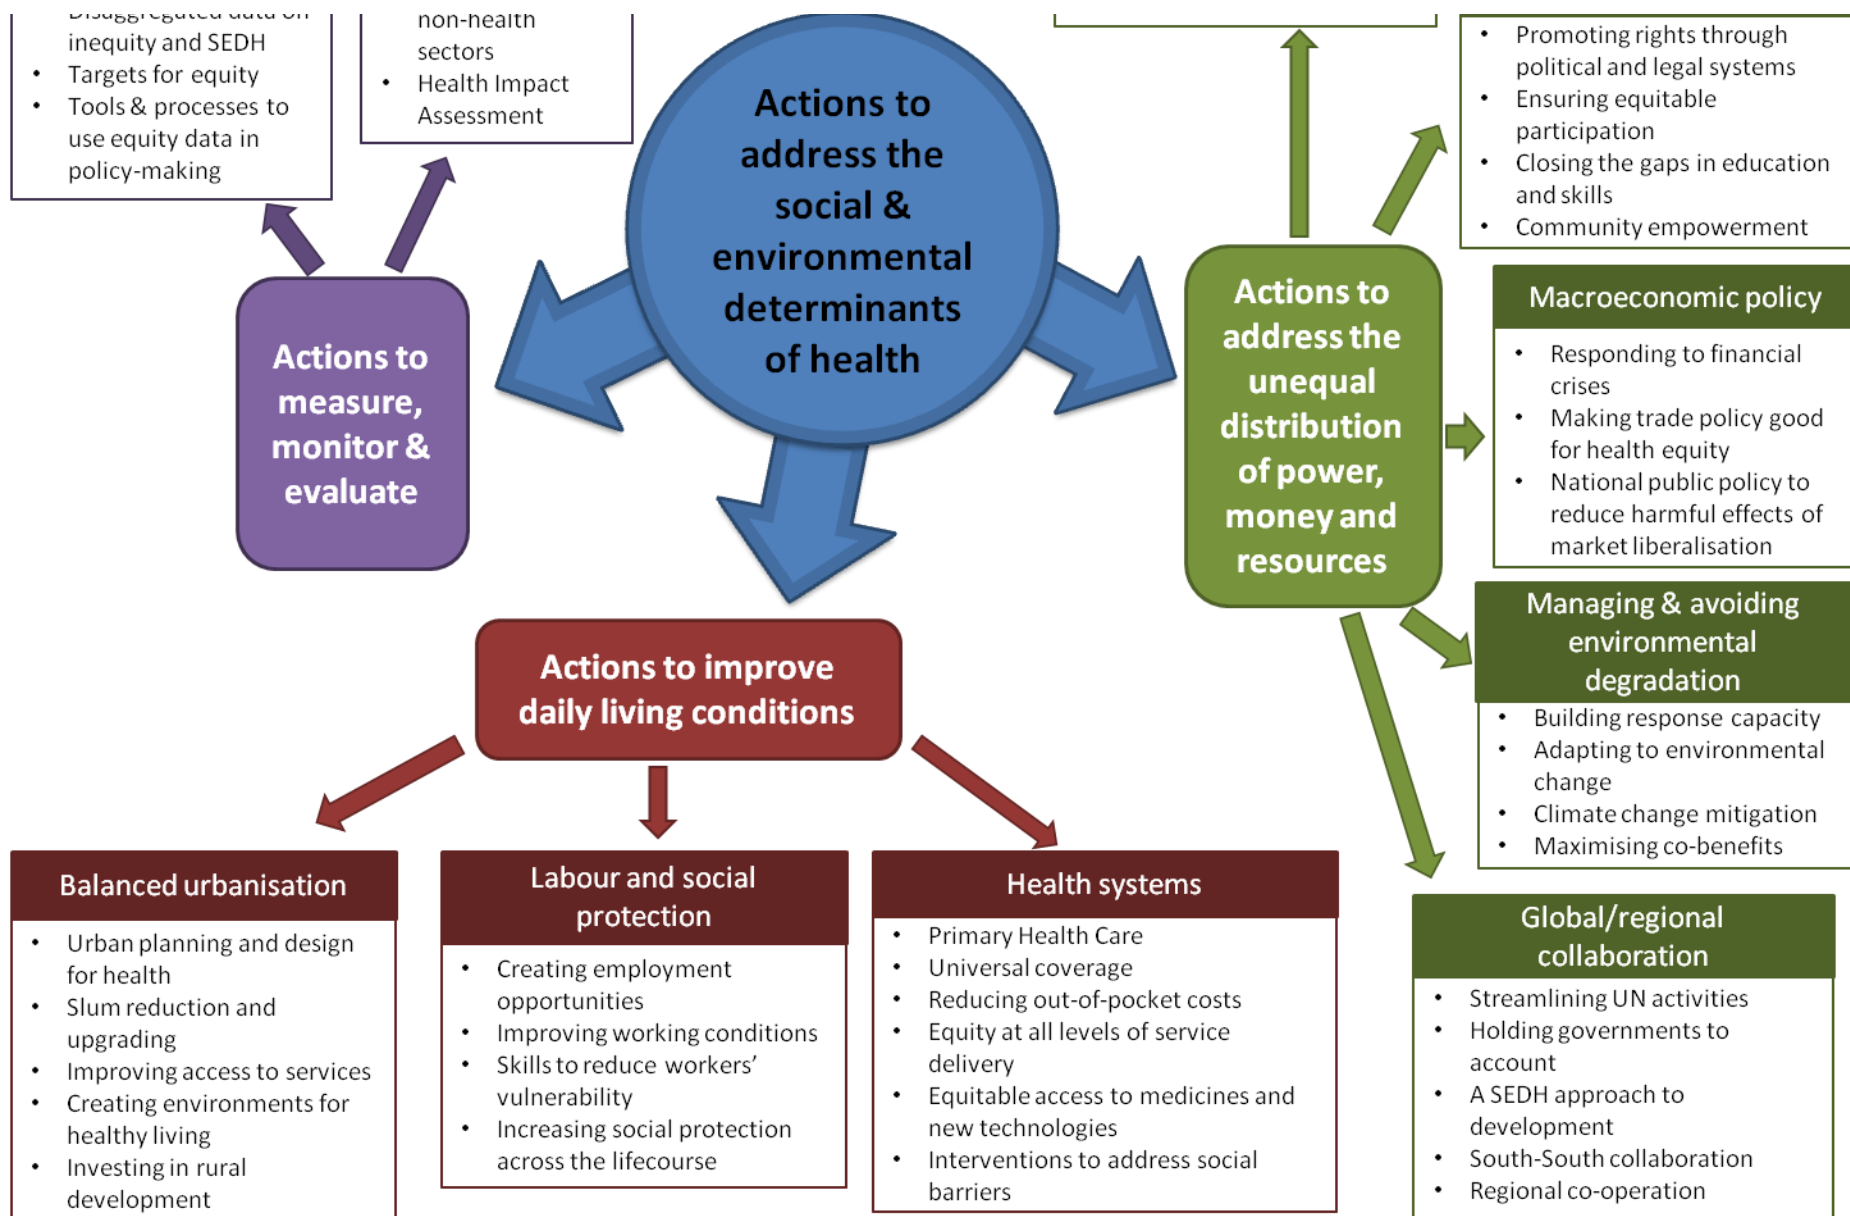 Disaggregated data on
inequity and SEDH
• Targets for equity
• Tools & processes to
use equity data in
policy-making
non-health
sectors
• Health Impact
Assessment
Actions to
address the
social &
environmental
determinants
of health
• Promoting rights through
political and legal systems
• Ensuring equitable
participation
• Closing the gaps in education
and skills
• Community empowerment
Actions to
measure,
monitor &
evaluate
Actions to
address the
unequal
distribution
of power,
money and
resources
Macroeconomic policy
• Responding to financial
crises
• Making trade policy good
for health equity
• National public policy to
reduce harmful effects of
market liberalisation
Managing & avoiding
environmental
degradation
• Building response capacity
• Adapting to environmental
change
• Climate change mitigation
• Maximising co-benefits
Actions to improve
daily living conditions
Balanced urbanisation
• Urban planning and design
for health
• Slum reduction and
upgrading
• Improving access to services
• Creating environments for
healthy living
• Investing in rural
development
Labour and social
protection
• Creating employment
opportunities
• Improving working conditions
• Skills to reduce workers’
vulnerability
• Increasing social protection
across the lifecourse
Health systems
• Primary Health Care
• Universal coverage
• Reducing out-of-pocket costs
• Equity at all levels of service
delivery
• Equitable access to medicines and
new technologies
• Interventions to address social
barriers
Global/regional
collaboration
• Streamlining UN activities
• Holding governments to
account
• A SEDH approach to
development
• South-South collaboration
• Regional co-operation